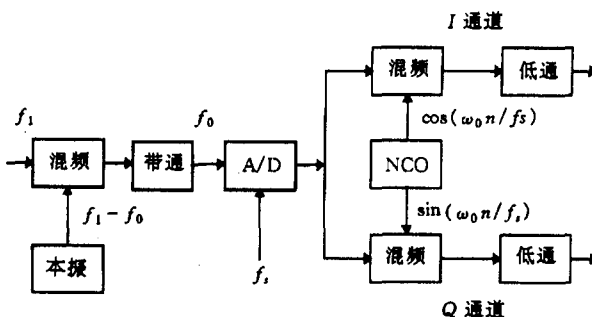 I 通道
混频
低通
f₁
f₀
cos(ω₀n/fs)
混频
带通
A/D
NCO
f₁－f₀
sin(ω₀n/fₛ)
本振
fₛ
混频
低通
Q 通道